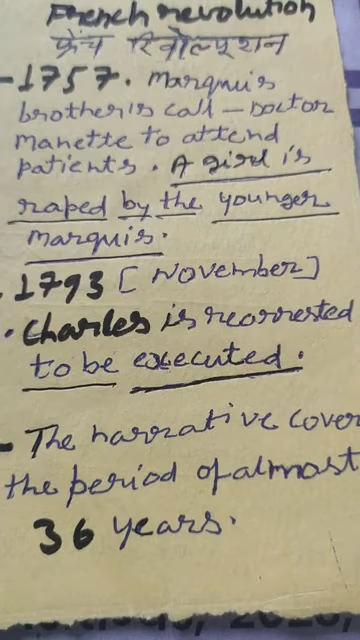 French revolution
फ्रेंच रिवोल्यूशन
- 1757. Marquis
brother's call - Doctor
Manette to attend
patients. A girl is
raped by the younger
Marquis.
. 1793 [November]
. Charles is rearrested
to be executed.
- The narrative cover
the period of almost
36 years.